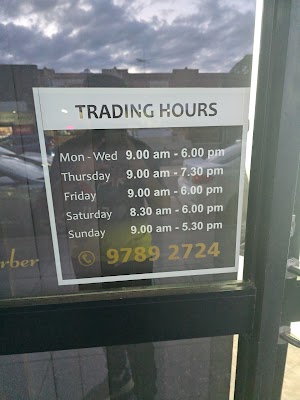 TRADING HOURS
Mon - Wed 9.00 am - 6.00 pm
Thursday 9.00 am - 7.30 pm
Friday 9.00 am - 6.00 pm
Saturday 8.30 am - 6.00 pm
Sunday 9.00 am - 5.30 pm
9789 2724